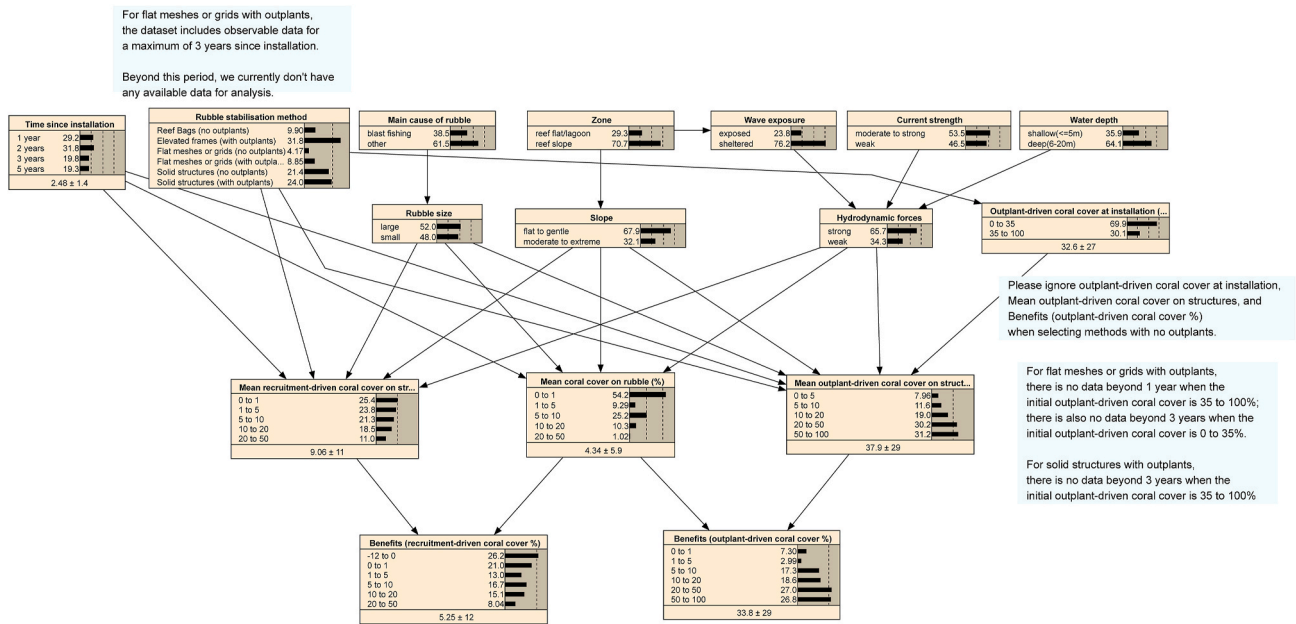 For flat meshes or grids with outplants,
the dataset includes observable data for
a maximum of 3 years since installation.
Beyond this period, we currently don't have
any available data for analysis.
Time since installation
1 year 29.2
2 years 31.8
3 years 19.8
5 years 19.3
2.48 ± 1.4
Rubble stabilisation method
Reef Bags (no outplants) 9.90
Elevated frames (with outplants) 31.8
Flat meshes or grids (no outplants) 4.17
Flat meshes or grids (with outpla... 8.85
Solid structures (no outplants) 21.4
Solid structures (with outplants) 24.0
Main cause of rubble
blast fishing 38.5
other 61.5
Zone
reef flat/lagoon 29.3
reef slope 70.7
Wave exposure
exposed 23.8
sheltered 76.2
Current strength
moderate to strong 53.5
weak 46.5
Water depth
shallow(<=5m) 35.9
deep(6-20m) 64.1
Rubble size
large 52.0
small 48.0
Slope
flat to gentle 67.9
moderate to extreme 32.1
Hydrodynamic forces
strong 65.7
weak 34.3
Outplant-driven coral cover at installation (...
0 to 35 69.9
35 to 100 30.1
32.6 ± 27
Please ignore outplant-driven coral cover at installation,
Mean outplant-driven coral cover on structures, and
Benefits (outplant-driven coral cover %)
when selecting methods with no outplants.
Mean recruitment-driven coral cover on str...
0 to 1 25.4
1 to 5 23.8
5 to 10 21.3
10 to 20 18.5
20 to 50 11.0
9.06 ± 11
Mean coral cover on rubble (%)
0 to 1 54.2
1 to 5 9.29
5 to 10 25.2
10 to 20 10.3
20 to 50 1.02
4.34 ± 5.9
Mean outplant-driven coral cover on struct...
0 to 5 7.96
5 to 10 11.6
10 to 20 19.0
20 to 50 30.2
50 to 100 31.2
37.9 ± 29
For flat meshes or grids with outplants,
there is no data beyond 1 year when the
initial outplant-driven coral cover is 35 to 100%;
there is also no data beyond 3 years when the
initial outplant-driven coral cover is 0 to 35%.
For solid structures with outplants,
there is no data beyond 3 years when the
initial outplant-driven coral cover is 35 to 100%
Benefits (recruitment-driven coral cover %)
-12 to 0 26.2
0 to 1 21.0
1 to 5 13.0
5 to 10 16.7
10 to 20 15.1
20 to 50 8.04
5.25 ± 12
Benefits (outplant-driven coral cover %)
0 to 1 7.30
1 to 5 2.99
5 to 10 17.3
10 to 20 18.6
20 to 50 27.0
50 to 100 26.8
33.8 ± 29